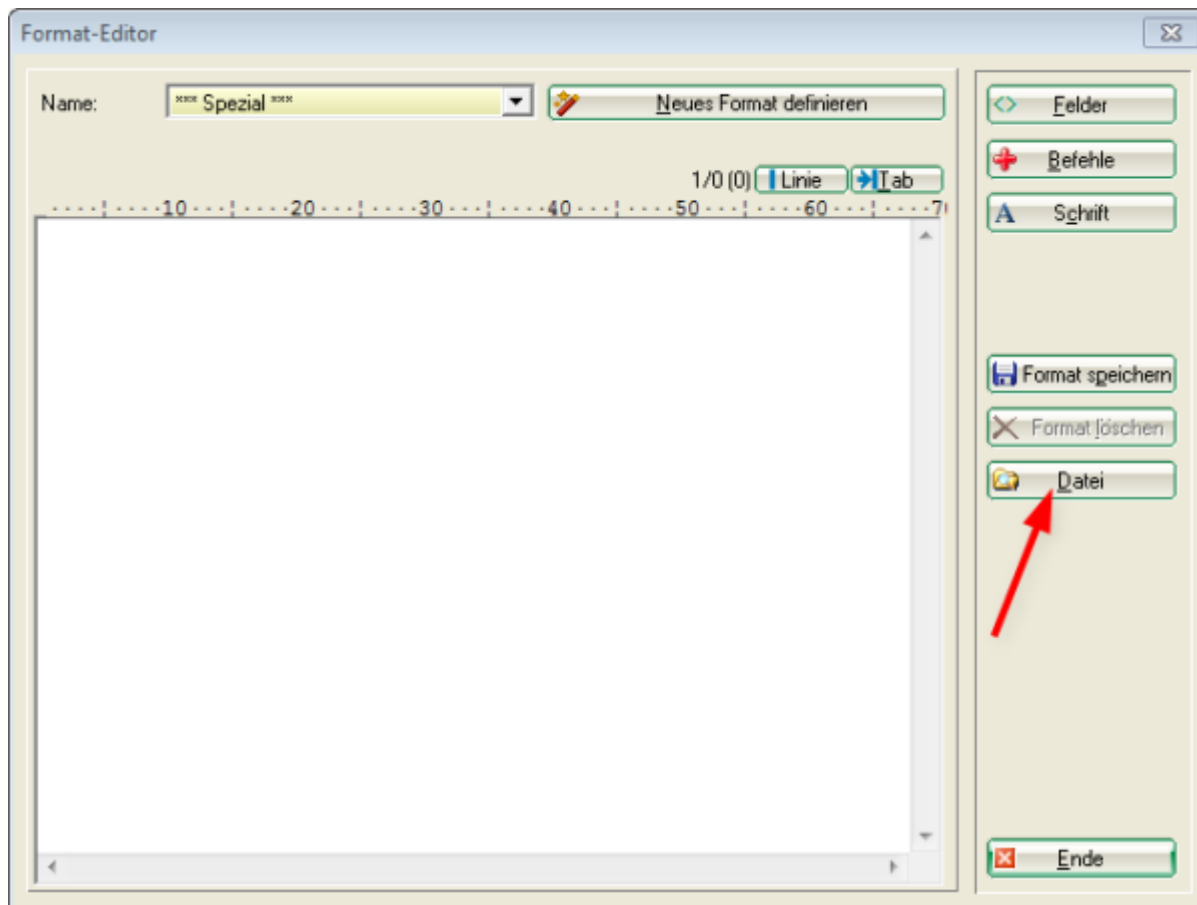 Format-Editor
Name: *** Spezial *** Neues Format definieren
1/0 (0) Linie Tab
....¦....10...¦....20...¦....30...¦....40...¦....50...¦....60...¦....7
Felder
Befehle
Schrift
Format speichern
Format löschen
Datei
Ende